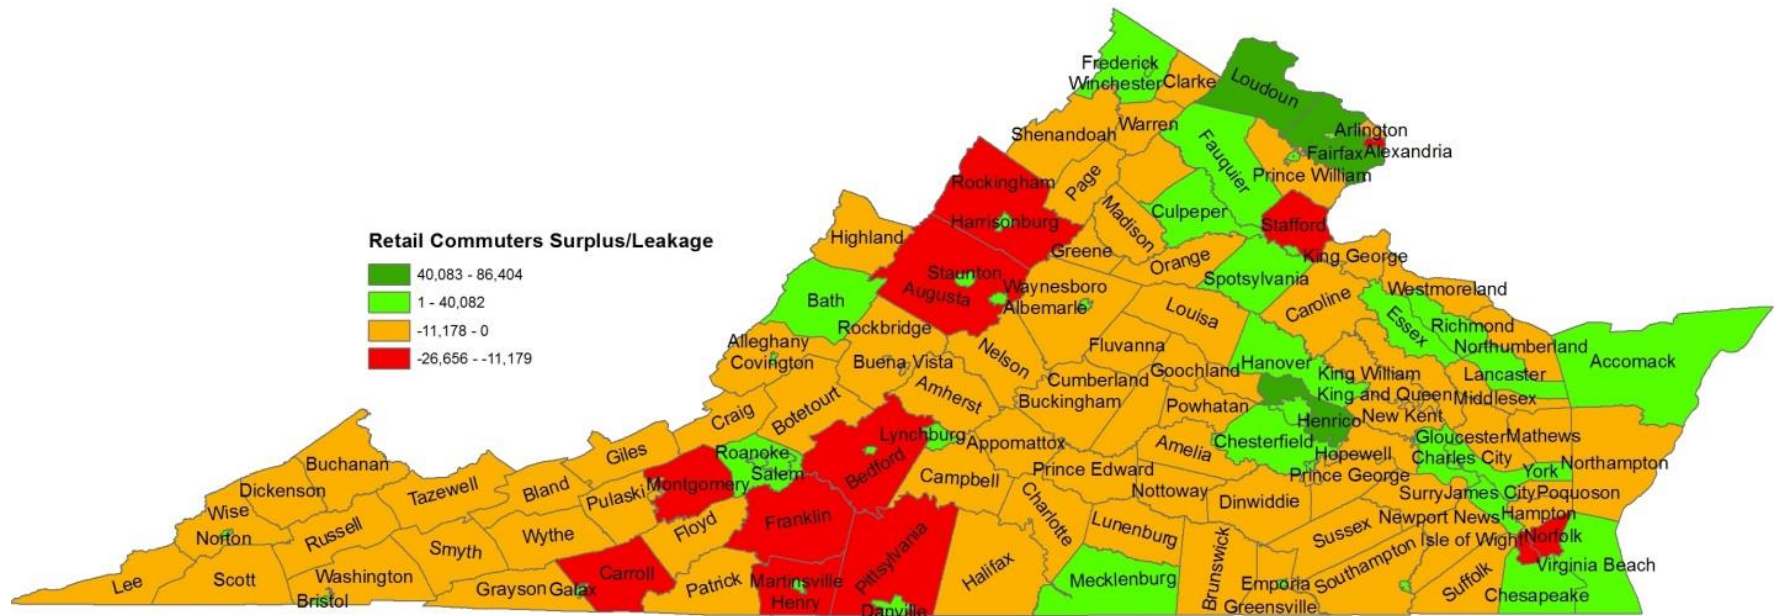 Retail Commuters Surplus/Leakage
40,083 - 86,404
1 - 40,082
-11,178 - 0
-26,656 - -11,179
Frederick
Winchester
Clarke
Loudoun
Shenandoah
Warren
Fauquier
Arlington
Fairfax
Alexandria
Prince William
Rockingham
Page
Harrisonburg
Madison
Culpeper
Stafford
Highland
Greene
Orange
King George
Staunton
Augusta
Waynesboro
Albemarle
Spotsylvania
Westmoreland
Bath
Louisa
Caroline
Essex
Richmond
Northumberland
Accomack
Rockbridge
Alleghany
Covington
Buena Vista
Nelson
Fluvanna
Goochland
Hanover
King William
Lancaster
King and Queen
Middlesex
Craig
Botetourt
Amherst
Cumberland
Buckingham
Powhatan
Henrico
New Kent
Giles
Roanoke
Salem
Lynchburg
Bedford
Appomattox
Amelia
Chesterfield
Hopewell
Gloucester
Mathews
Charles City
Buchanan
Dickenson
Tazewell
Bland
Pulaski
Montgomery
Campbell
Prince Edward
Nottoway
Dinwiddie
Prince George
York
Northampton
Wise
Norton
Russell
Smyth
Wythe
Floyd
Franklin
Pittsylvania
Charlotte
Lunenburg
Sussex
Surry
James City
Poquoson
Newport News
Hampton
Isle of Wight
Norfolk
Lee
Scott
Washington
Bristol
Grayson
Galax
Carroll
Patrick
Martinsville
Henry
Danville
Halifax
Mecklenburg
Brunswick
Emporia
Greensville
Southampton
Suffolk
Virginia Beach
Chesapeake